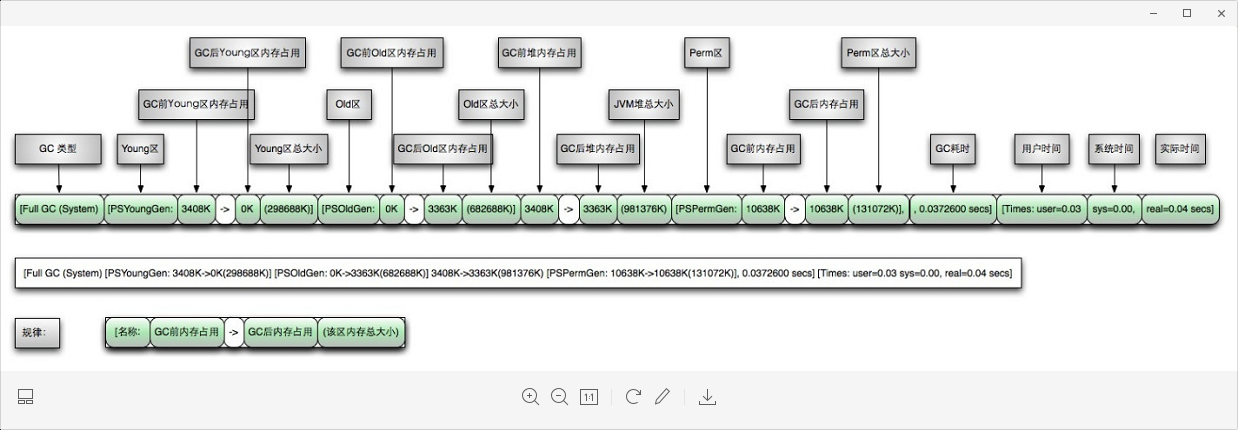 GC后Young区内存占用 GC前Old区内存占用 GC前堆内存占用 Perm区 Perm区总大小
GC前Young区内存占用 Old区 Old区总大小 JVM堆总大小 GC后内存占用
GC 类型 Young区 Young区总大小 GC后Old区内存占用 GC后堆内存占用 GC前内存占用 GC耗时 用户时间 系统时间 实际时间
[Full GC (System) [PSYoungGen: 3408K -> 0K (298688K)] [PSOldGen: 0K -> 3363K (682688K)] 3408K -> 3363K (981376K) [PSPermGen: 10638K -> 10638K (131072K)], , 0.0372600 secs] [Times: user=0.03 sys=0.00, real=0.04 secs]
[Full GC (System) [PSYoungGen: 3408K->0K(298688K)] [PSOldGen: 0K->3363K(682688K)] 3408K->3363K(981376K) [PSPermGen: 10638K->10638K(131072K)], 0.0372600 secs] [Times: user=0.03 sys=0.00, real=0.04 secs]
规律: [名称: GC前内存占用 -> GC后内存占用 (该区内存总大小)
1:1